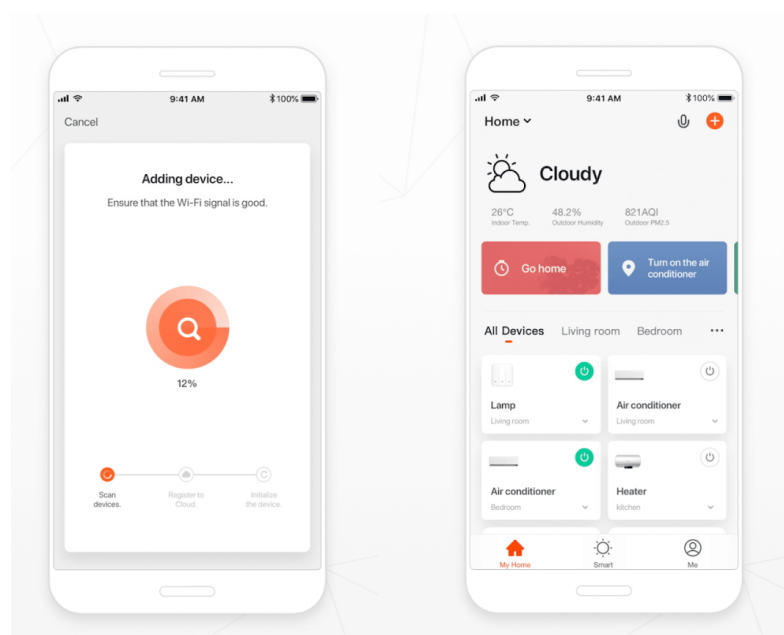 9:41 AM
100%
Cancel
Adding device...
Ensure that the Wi-Fi signal is good.
12%
Scan
devices.
Register to
Cloud.
Initialize
the device.
9:41 AM
100%
Home
Cloudy
26°C
48.2%
821AQI
Indoor Temp.
Outdoor Humidity
Outdoor PM2.5
Go home
Turn on the air
conditioner
All Devices
Living room
Bedroom
Lamp
Living room
Air conditioner
Living room
Air conditioner
Bedroom
Heater
kitchen
My Home
Smart
Me